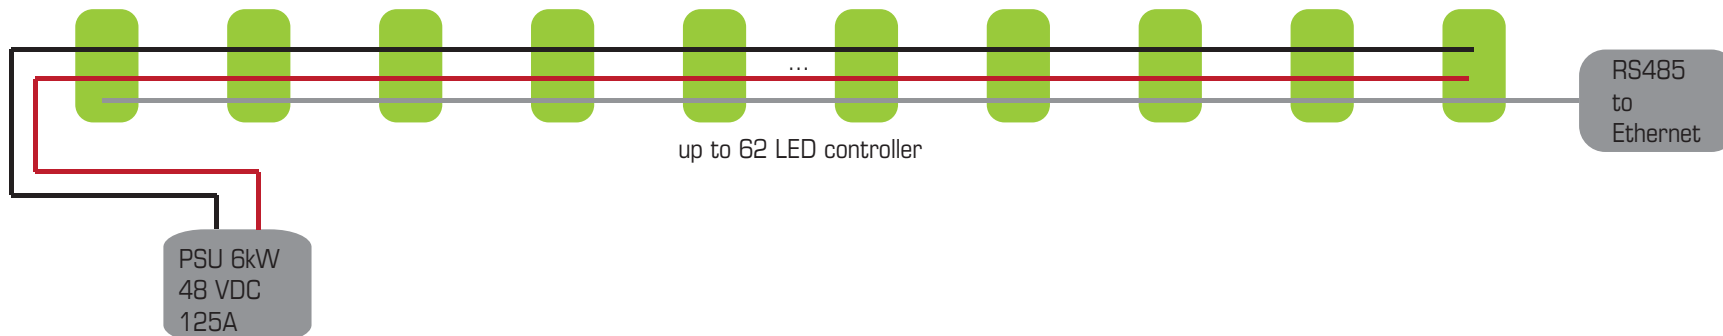 ...
RS485
to
Ethernet
up to 62 LED controller
PSU 6kW
48 VDC
125A